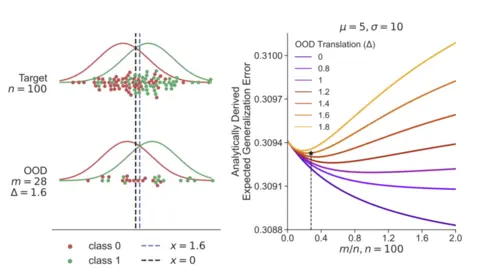 Target
n = 100
OOD
m = 28
Δ = 1.6
class 0
class 1
x = 1.6
x = 0
μ = 5, σ = 10
Analytically Derived
Expected Generalization Error
0.3100
0.3097
0.3094
0.3091
0.3088
OOD Translation (Δ)
0
0.8
1
1.2
1.4
1.6
1.8
0.0 0.4 0.8 1.2 1.6 2.0
m/n, n = 100